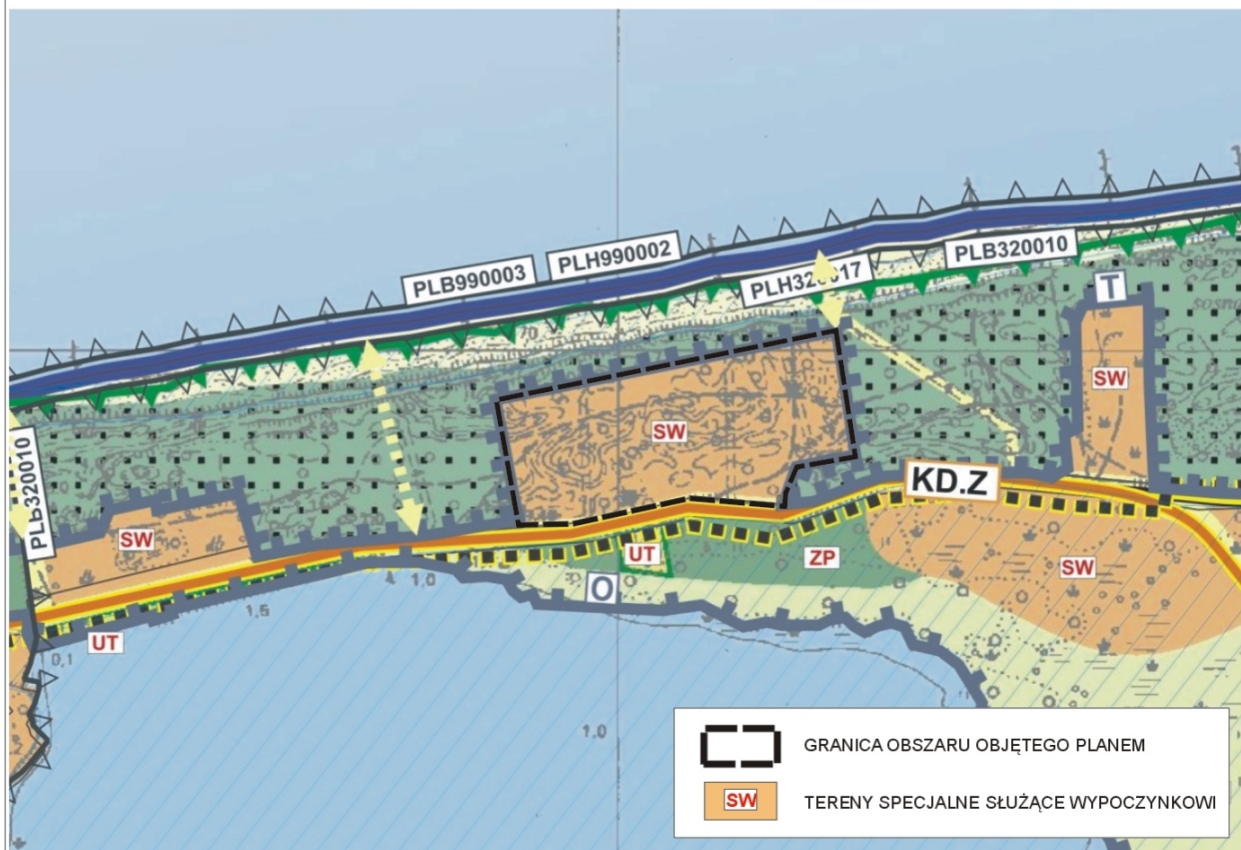 PLB990003
PLH990002
PLB320010
T
SW
SW
KD.Z
PLB320010
SW
UT
ZP
SW
O
1,0
1,5
UT
0,1
1.0
GRANICA OBSZARU OBJĘTEGO PLANEM
SW
TERENY SPECJALNE SŁUŻĄCE WYPOCZYNKOWI